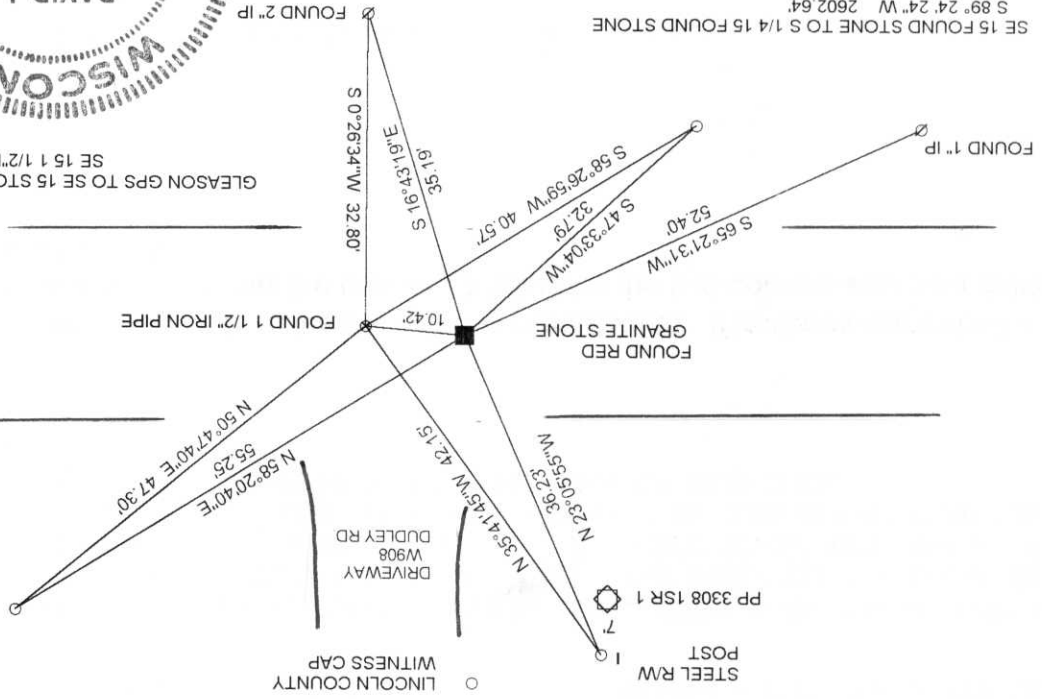 LINCOLN COUNTY
WITNESS CAP
STEEL R/W
POST
7'
PP 3308 1SR 1
DRIVEWAY
W908
DUDLEY RD
N 23°05'55"W
36.23'
N 35°41'45"W 42.15'
N 58°20'40"E
55.25'
N 50°47'40"E 47.30'
FOUND RED
GRANITE STONE
10.42'
FOUND 1 1/2" IRON PIPE
S 65°21'31"W
52.40'
S 47°33'04"W
32.79'
S 58°26'59"W 40.57'
S 16°43'19"E
35.19'
S 0°26'34"W 32.80'
FOUND 1" IP
GLEASON GPS TO SE 15 STO
SE 15 1 1/2"
SE 15 FOUND STONE TO S 1/4 15 FOUND STONE
S 89° 24' 24" W 2602.64'
FOUND 2" IP
WISCON
DAVID